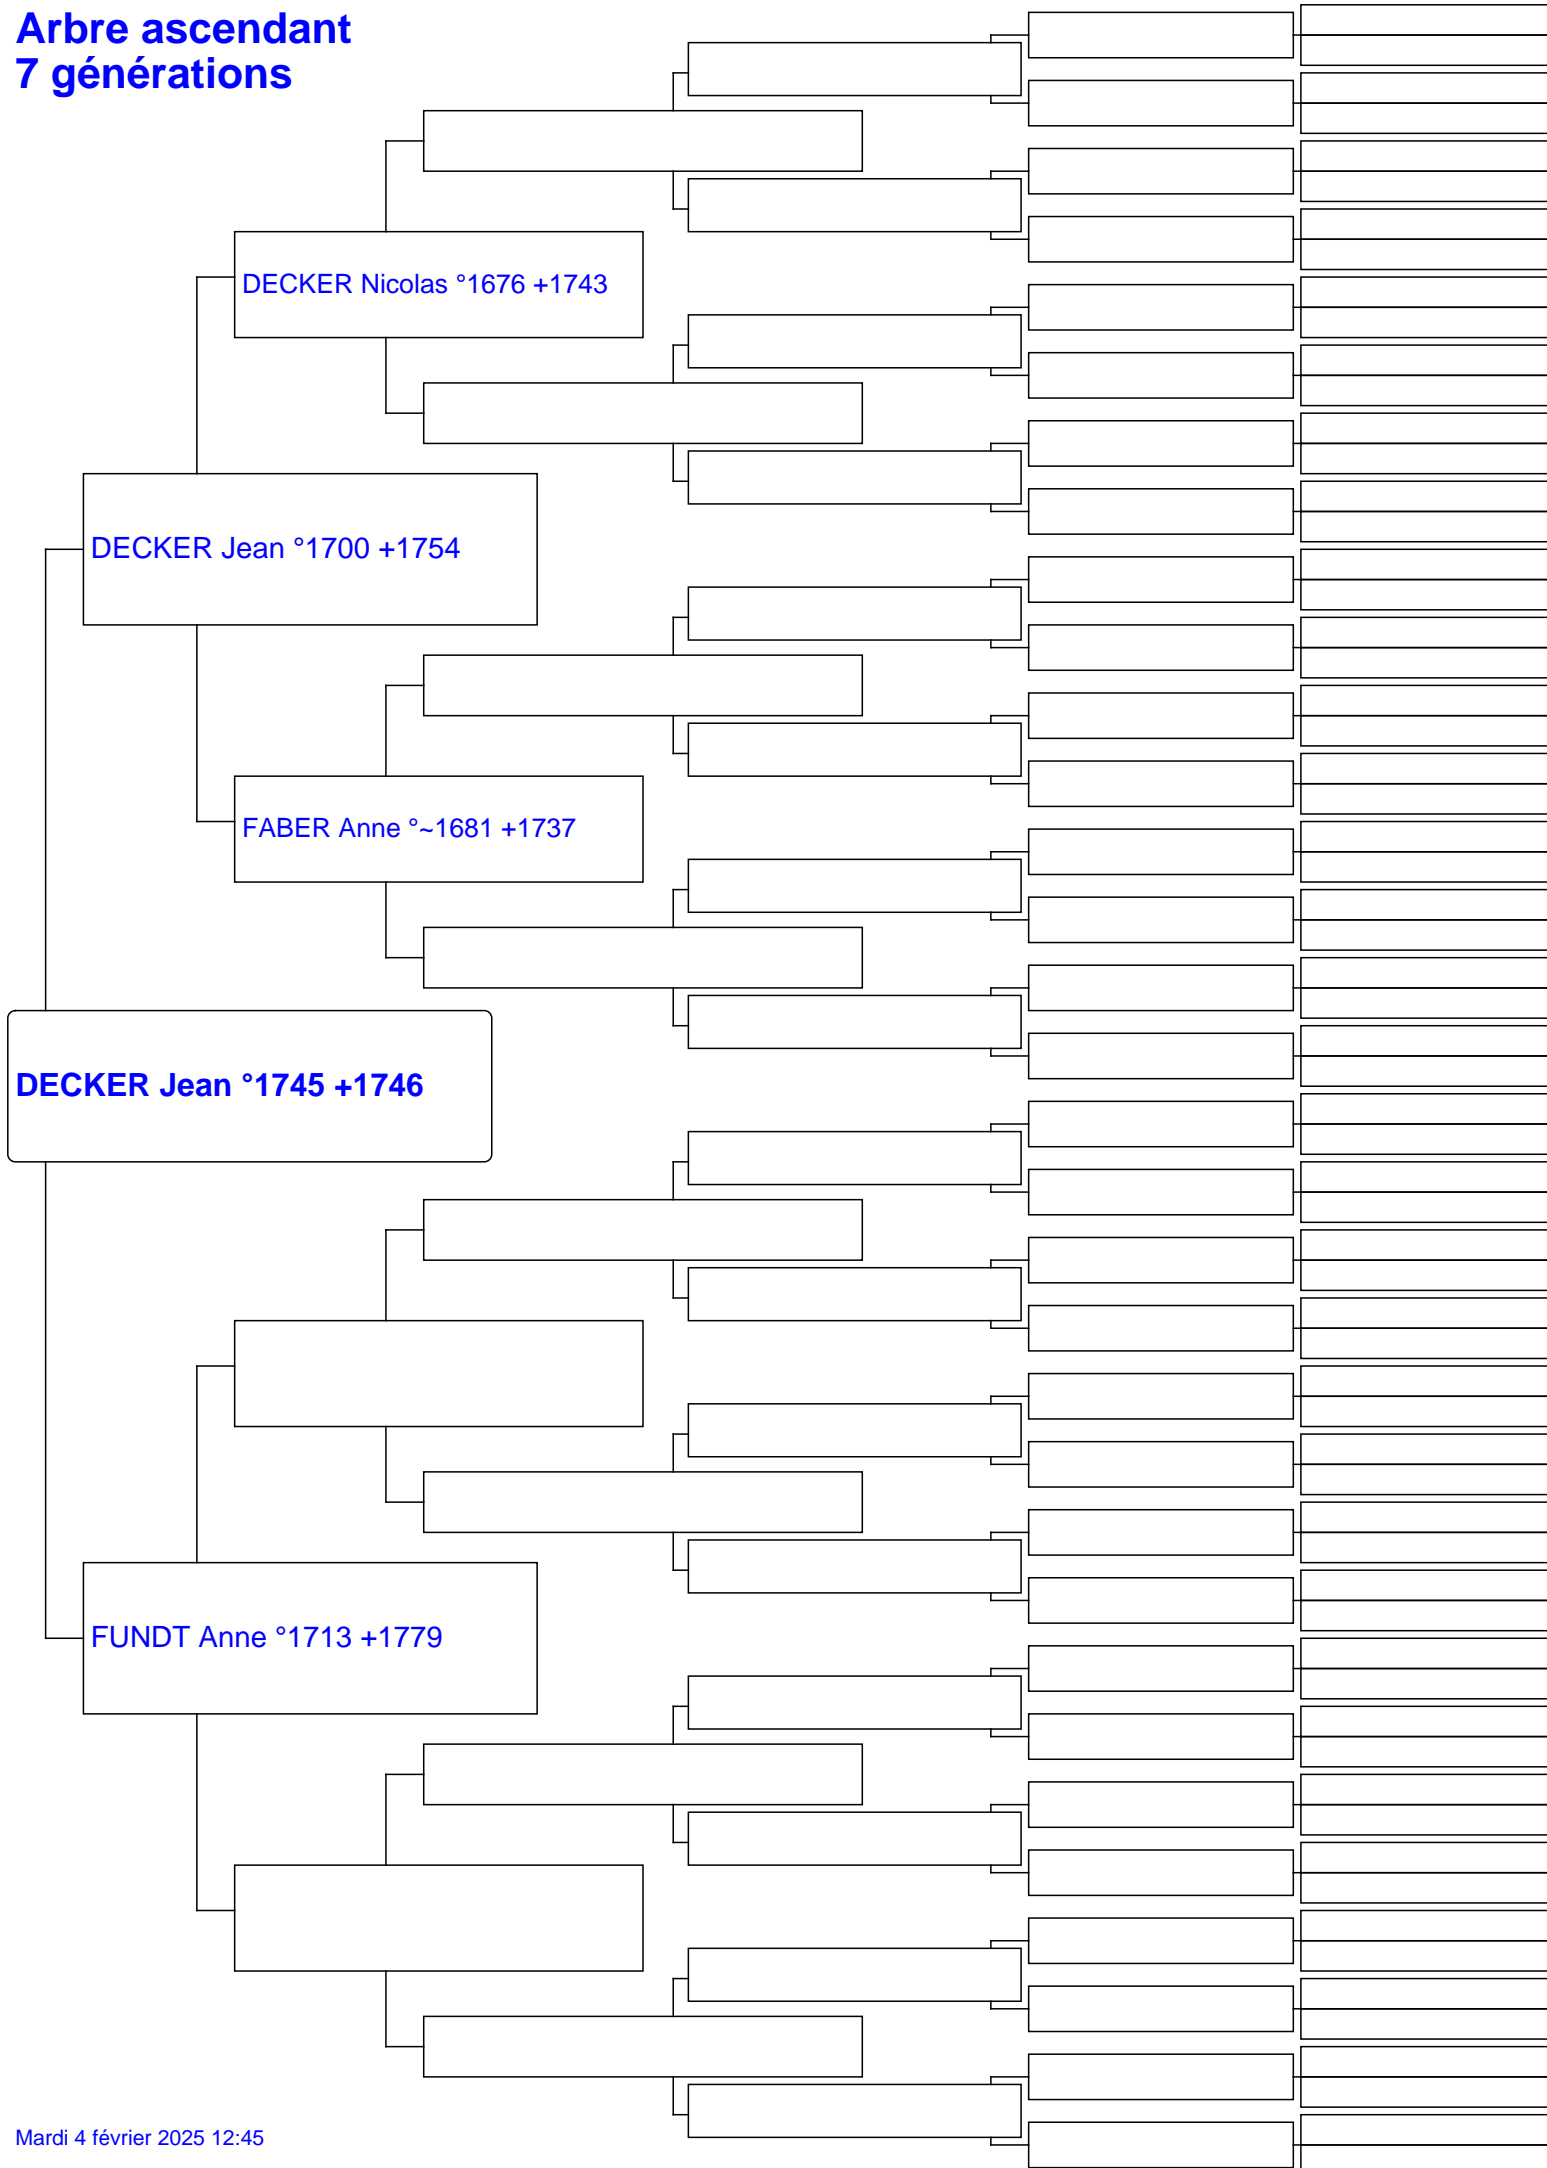 Arbre ascendant
7 générations
DECKER Nicolas °1676 +1743
DECKER Jean °1700 +1754
FABER Anne °~1681 +1737
DECKER Jean °1745 +1746
FUNDT Anne °1713 +1779
Mardi 4 février 2025 12:45